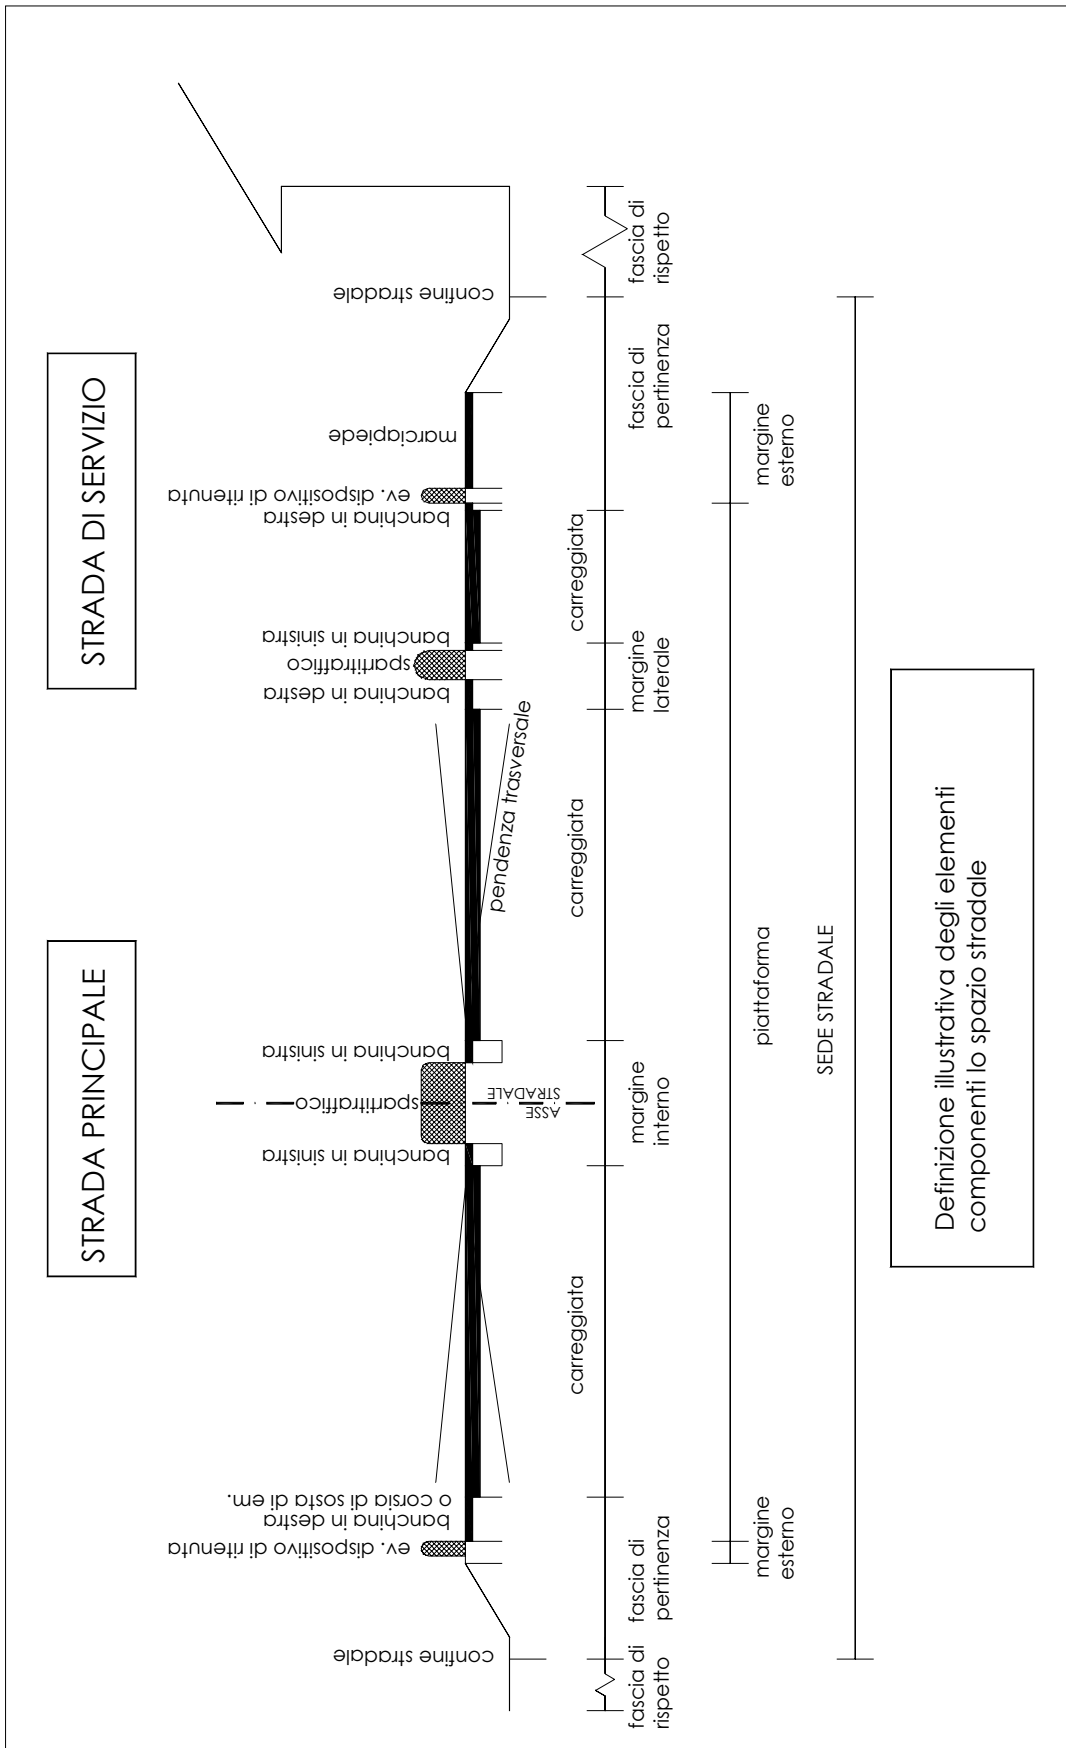 STRADA PRINCIPALE
STRADA DI SERVIZIO
confine stradale
ev. dispositivo di ritenuta
banchina in destra
o corsia di sosta di em.
banchina in sinistra
spartitraffico
banchina in sinistra
banchina in destra
spartitraffico
banchina in sinistra
banchina in destra
ev. dispositivo di ritenuta
marciapiede
confine stradale
ASSE
STRADALE
pendenza trasversale
carreggiata
carreggiata
carreggiata
fascia di
rispetto
fascia di
pertinenza
margine
interno
margine
laterale
fascia di
pertinenza
fascia di
rispetto
margine
esterno
piattaforma
margine
esterno
SEDE STRADALE
Definizione illustrativa degli elementi
componenti lo spazio stradale